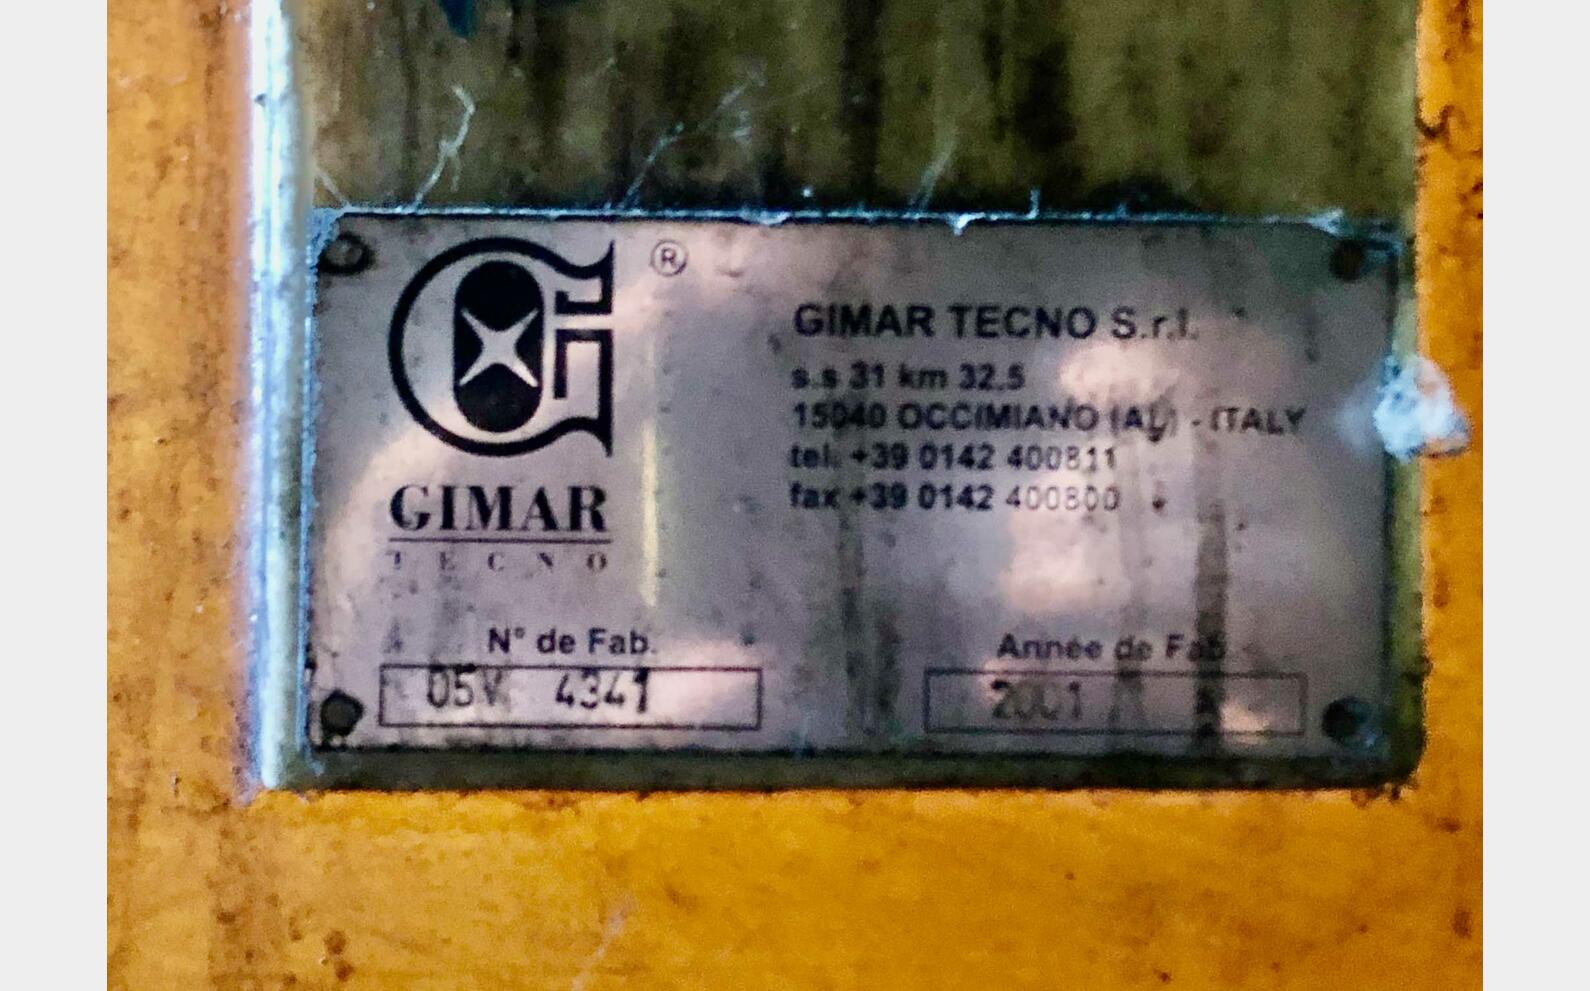 ®
GIMAR
TECNO
GIMAR TECNO S.r.l.
s.s 31 km 32.5
15040 OCCIMIANO (AL) - ITALY
tel. +39 0142 400811
fax +39 0142 400800
N° de Fab.
05V 4341
Année de Fab.
2001